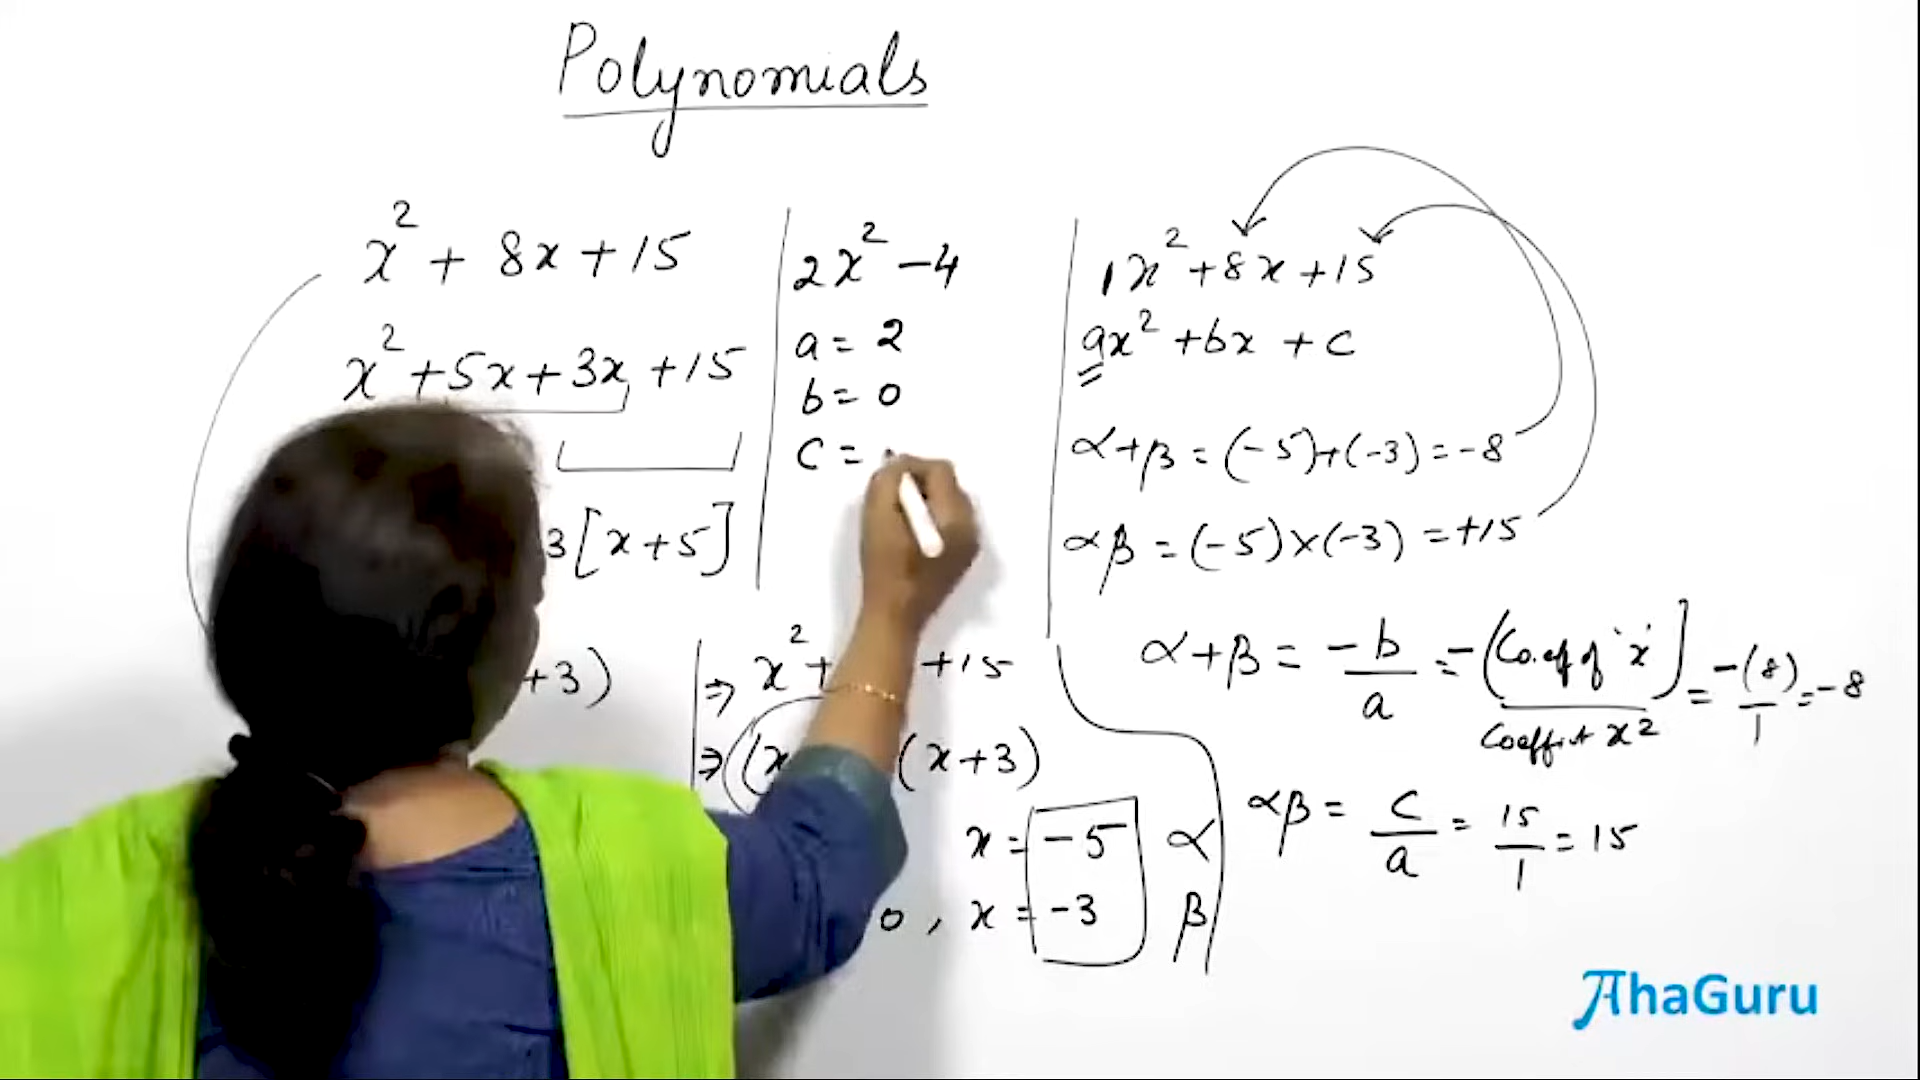 Polynomials
x² + 8x + 15
x² + 5x + 3x + 15
3[x+5]
+3)
2x² - 4
a = 2
b = 0
c =
⇒ x² + +15
⇒ (x (x+3)
x = -5 α
0, x = -3 β
1x² + 8x + 15
ax² + bx + c
α+β = (-5)+(-3) = -8
αβ = (-5)×(-3) = +15
α+β = -b/a = -(Coeff of 'x')/Coeffint x² = -(8)/1 = -8
αβ = c/a = 15/1 = 15
AhaGuru